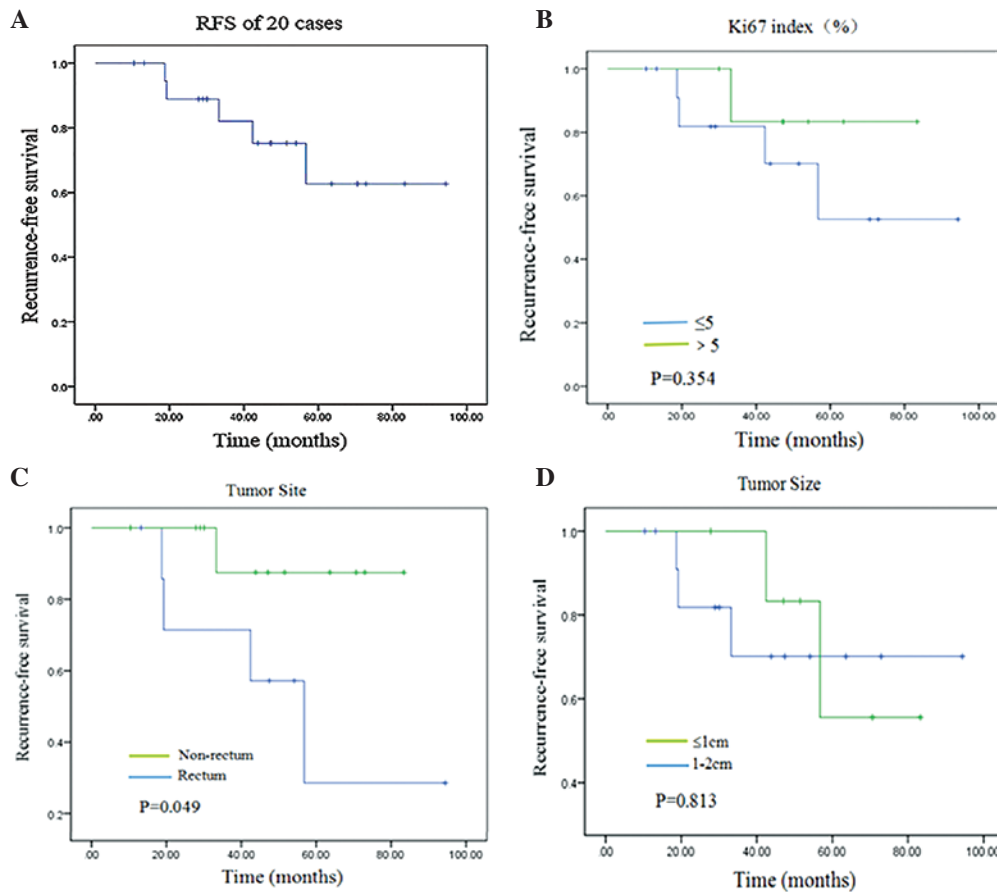 A
RFS of 20 cases
Recurrence-free survival
1.0
0.8
0.6
0.4
0.2
0.0
.00 20.00 40.00 60.00 80.00 100.00
Time (months)
B
Ki67 index（%）
Recurrence-free survival
1.0
0.8
0.6
0.4
0.2
0.0
≤5
> 5
P=0.354
.00 20.00 40.00 60.00 80.00 100.00
Time (months)
C
Tumor Site
Recurrence-free survival
1.0
0.8
0.6
0.4
0.2
Non-rectum
Rectum
P=0.049
.00 20.00 40.00 60.00 80.00 100.00
Time (months)
D
Tumor Size
Recurrence-free survival
1.0
0.8
0.6
0.4
≤1cm
1-2cm
P=0.813
.00 20.00 40.00 60.00 80.00 100.00
Time (months)